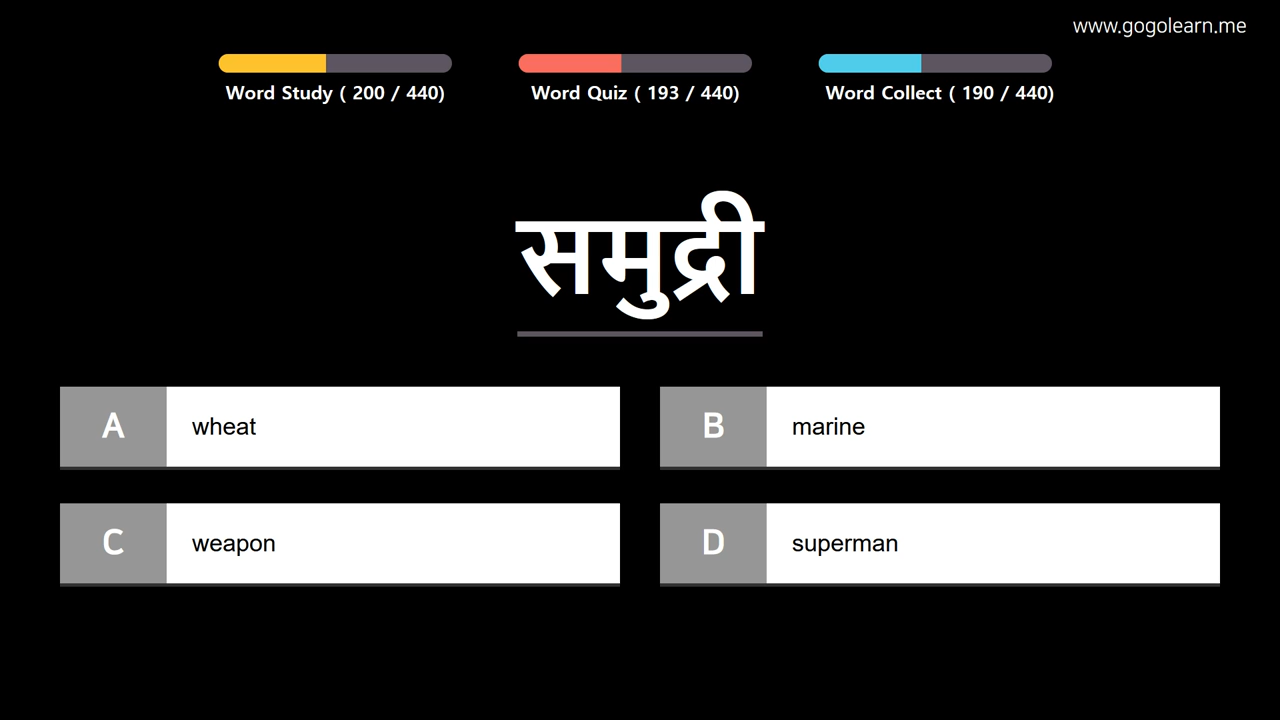 www.gogolearn.me
Word Study ( 200 / 440)
Word Quiz ( 193 / 440)
Word Collect ( 190 / 440)
समुद्री
A wheat
B marine
C weapon
D superman